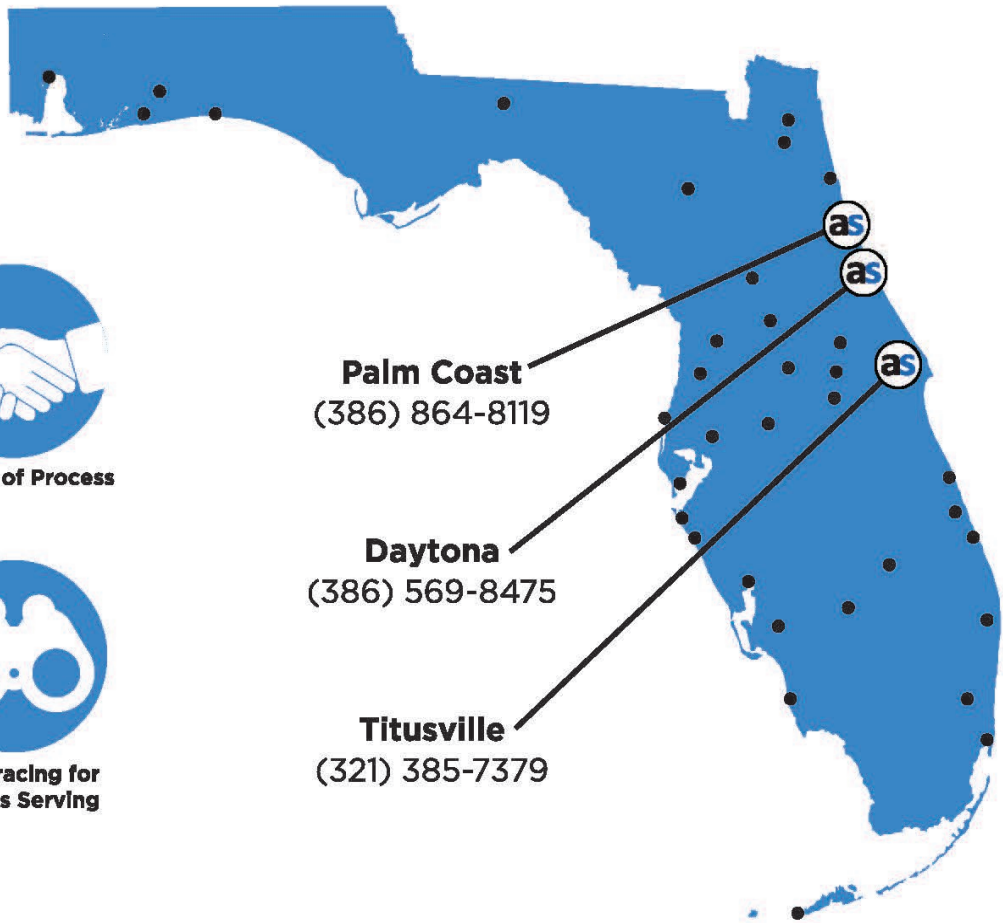 as
as
as
Palm Coast
(386) 864-8119
of Process
Daytona
(386) 569-8475
Titusville
(321) 385-7379
racing for
s Serving